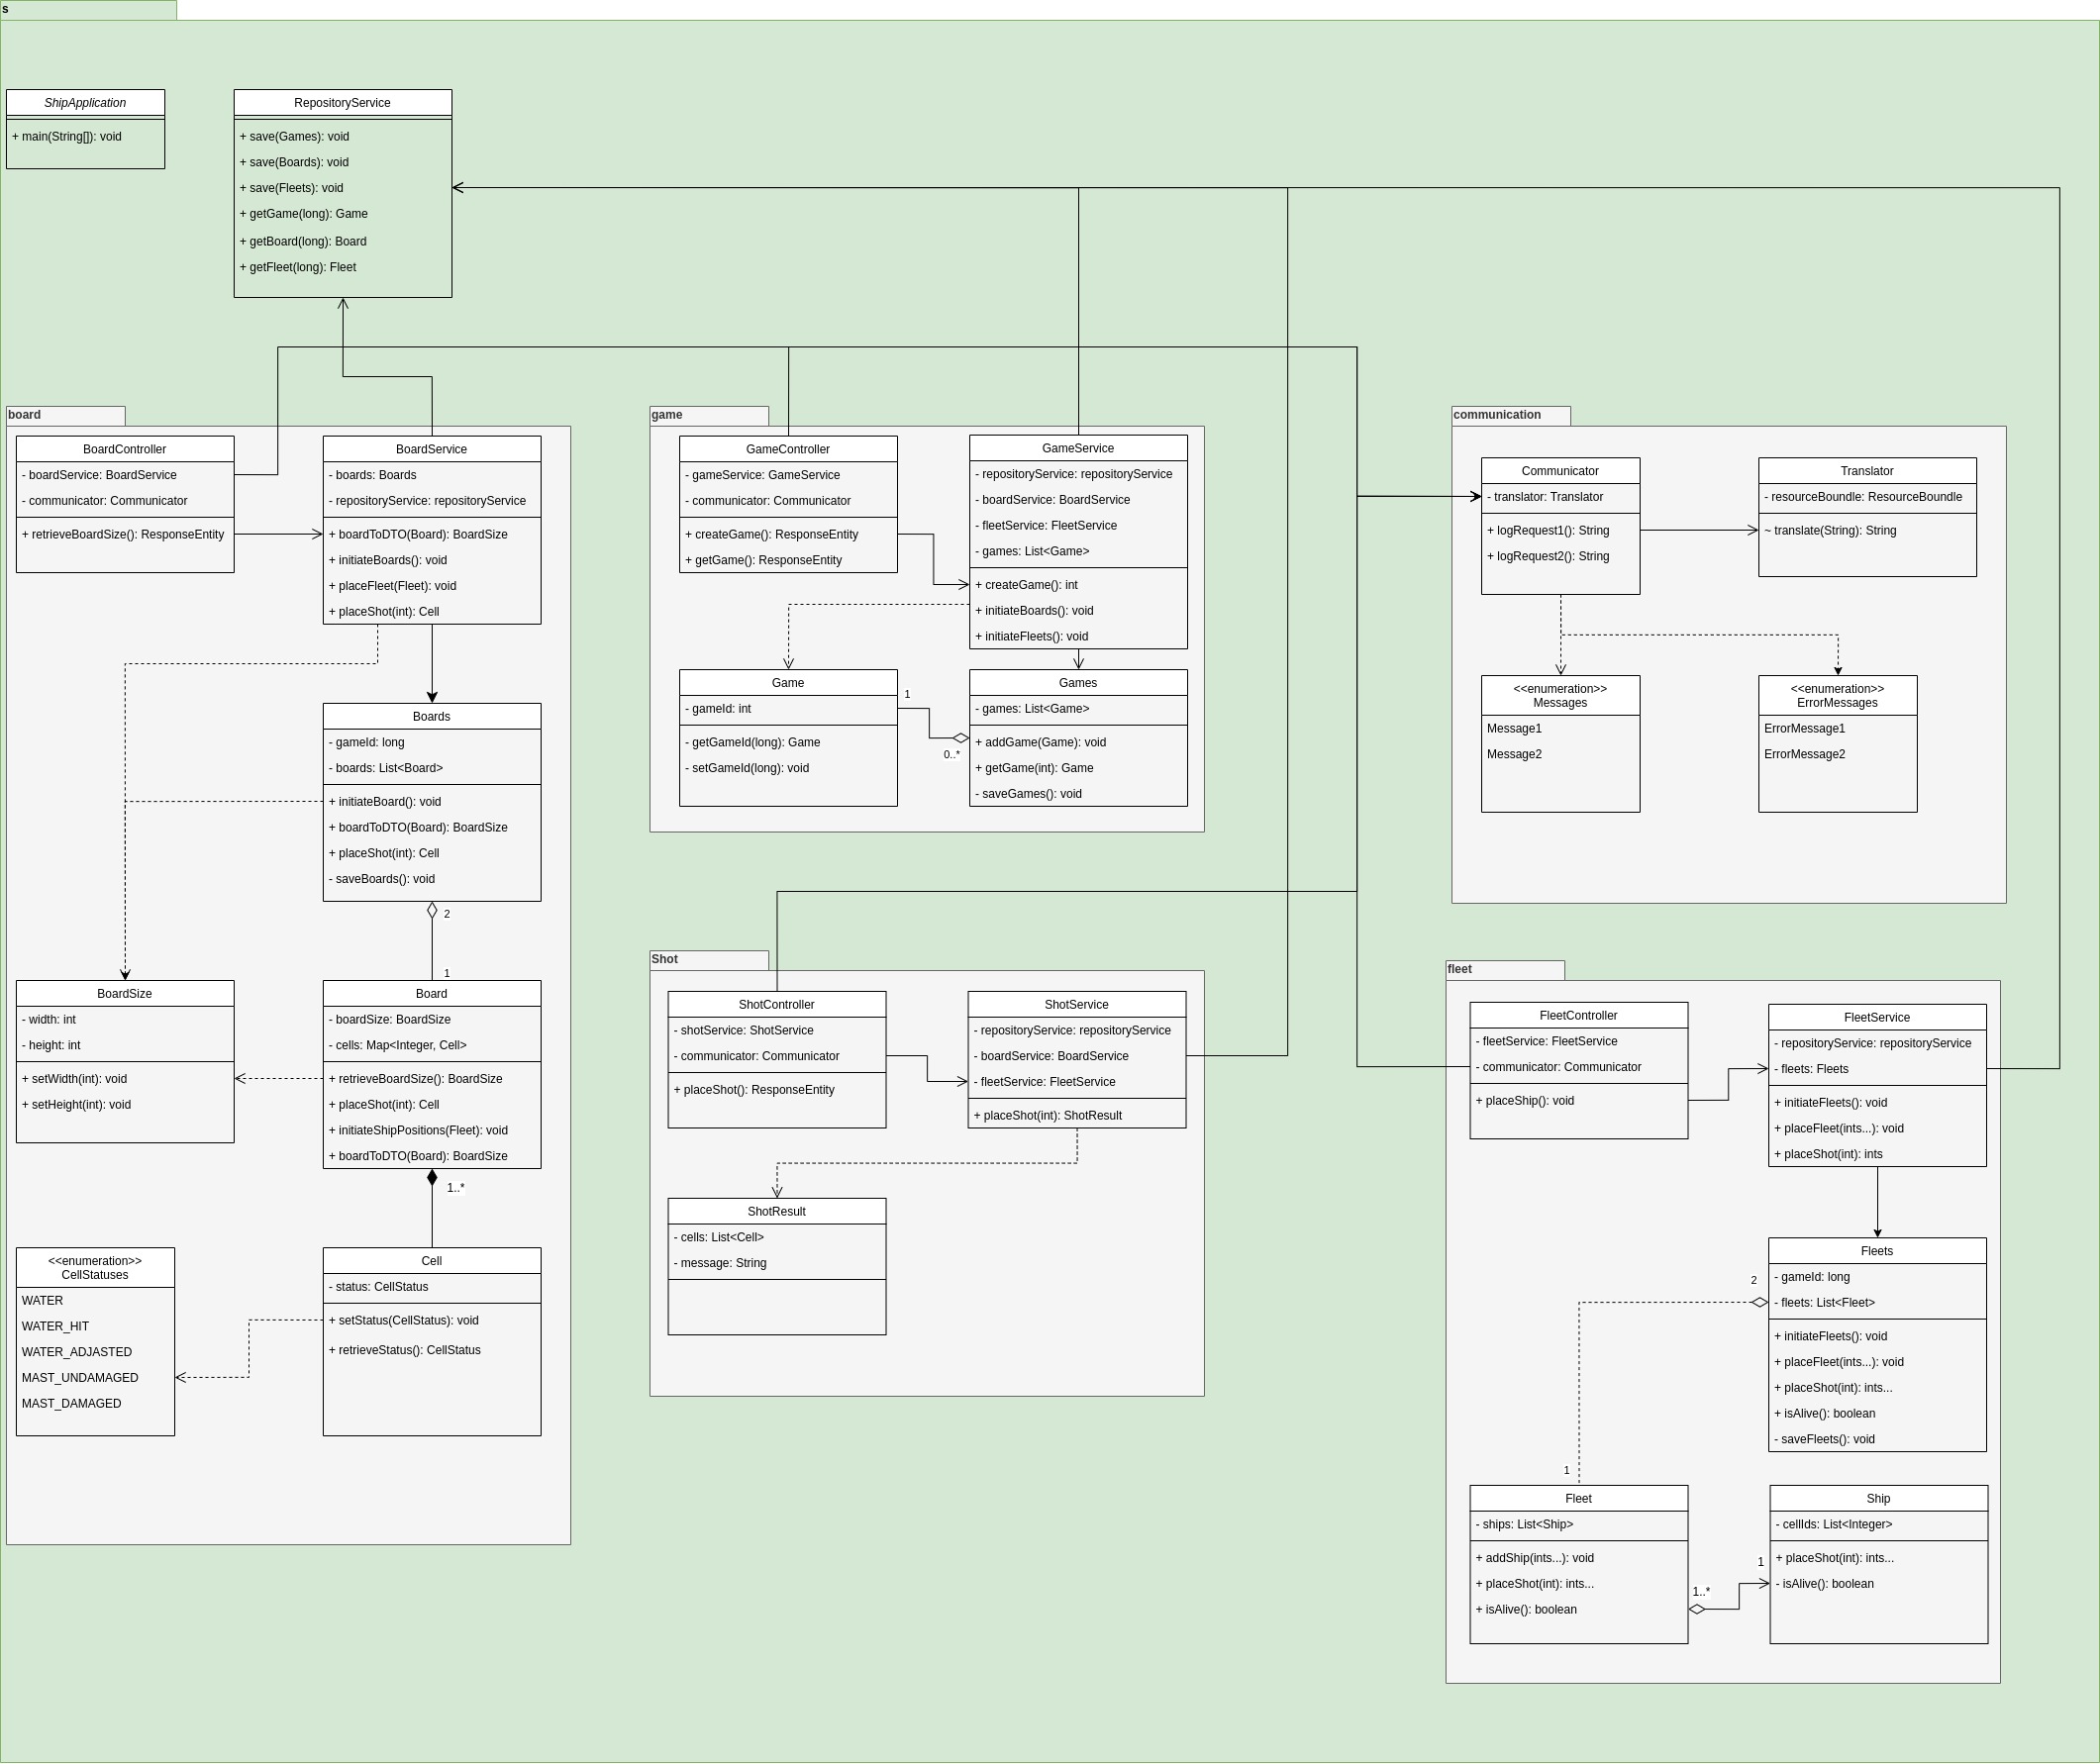 s
ShipApplication
+ main(String[]): void
RepositoryService
+ save(Games): void
+ save(Boards): void
+ save(Fleets): void
+ getGame(long): Game
+ getBoard(long): Board
+ getFleet(long): Fleet
board
BoardController
- boardService: BoardService
- communicator: Communicator
+ retrieveBoardSize(): ResponseEntity
BoardService
- boards: Boards
- repositoryService: repositoryService
+ boardToDTO(Board): BoardSize
+ initiateBoards(): void
+ placeFleet(Fleet): void
+ placeShot(int): Cell
Boards
- gameId: long
- boards: List<Board>
+ initiateBoard(): void
+ boardToDTO(Board): BoardSize
+ placeShot(int): Cell
- saveBoards(): void
2
1
BoardSize
- width: int
- height: int
+ setWidth(int): void
+ setHeight(int): void
Board
- boardSize: BoardSize
- cells: Map<Integer, Cell>
+ retrieveBoardSize(): BoardSize
+ placeShot(int): Cell
+ initiateShipPositions(Fleet): void
+ boardToDTO(Board): BoardSize
1..*
<<enumeration>>
CellStatuses
WATER
WATER_HIT
WATER_ADJASTED
MAST_UNDAMAGED
MAST_DAMAGED
Cell
- status: CellStatus
+ setStatus(CellStatus): void
+ retrieveStatus(): CellStatus
game
GameController
- gameService: GameService
- communicator: Communicator
+ createGame(): ResponseEntity
+ getGame(): ResponseEntity
GameService
- repositoryService: repositoryService
- boardService: BoardService
- fleetService: FleetService
- games: List<Game>
+ createGame(): int
+ initiateBoards(): void
+ initiateFleets(): void
Game
- gameId: int
- getGameId(long): Game
- setGameId(long): void
1
0..*
Games
- games: List<Game>
+ addGame(Game): void
+ getGame(int): Game
- saveGames(): void
communication
Communicator
- translator: Translator
+ logRequest1(): String
+ logRequest2(): String
Translator
- resourceBoundle: ResourceBoundle
~ translate(String): String
<<enumeration>>
Messages
Message1
Message2
<<enumeration>>
ErrorMessages
ErrorMessage1
ErrorMessage2
Shot
ShotController
- shotService: ShotService
- communicator: Communicator
+ placeShot(): ResponseEntity
ShotService
- repositoryService: repositoryService
- boardService: BoardService
- fleetService: FleetService
+ placeShot(int): ShotResult
ShotResult
- cells: List<Cell>
- message: String
fleet
FleetController
- fleetService: FleetService
- communicator: Communicator
+ placeShip(): void
FleetService
- repositoryService: repositoryService
- fleets: Fleets
+ initiateFleets(): void
+ placeFleet(ints...): void
+ placeShot(int): ints
Fleets
- gameId: long
- fleets: List<Fleet>
+ initiateFleets(): void
+ placeFleet(ints...): void
+ placeShot(int): ints...
+ isAlive(): boolean
- saveFleets(): void
2
1
Fleet
- ships: List<Ship>
+ addShip(ints...): void
+ placeShot(int): ints...
+ isAlive(): boolean
1..*
1
Ship
- cellIds: List<Integer>
+ placeShot(int): ints...
- isAlive(): boolean